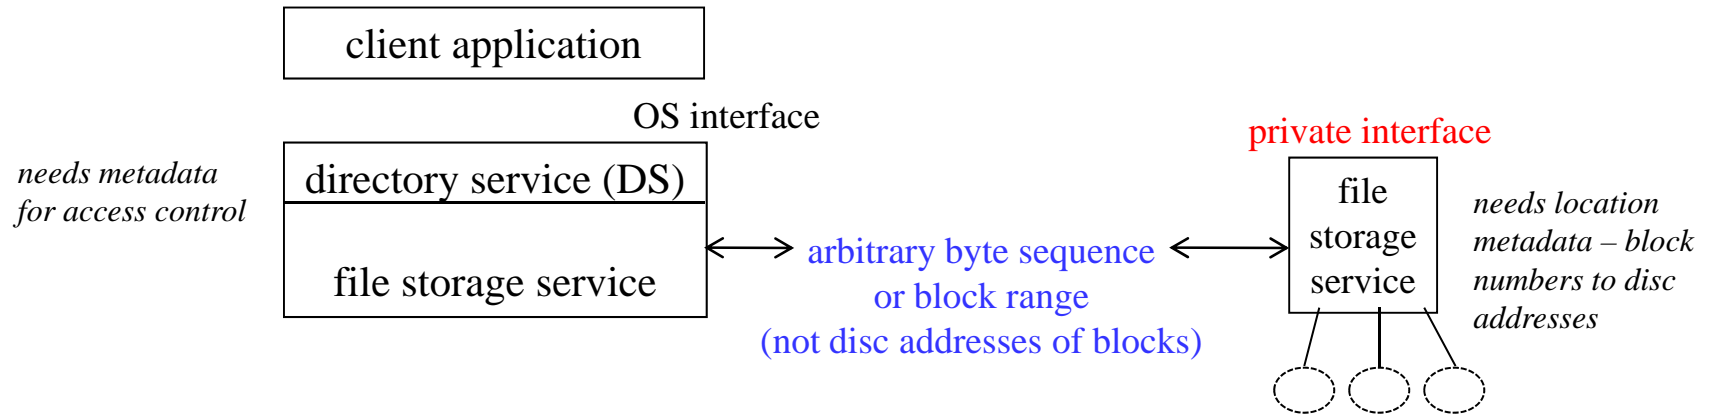 client application
OS interface
needs metadata
for access control
directory service (DS)
file storage service
arbitrary byte sequence
or block range
(not disc addresses of blocks)
private interface
file
storage
service
needs location
metadata – block
numbers to disc
addresses